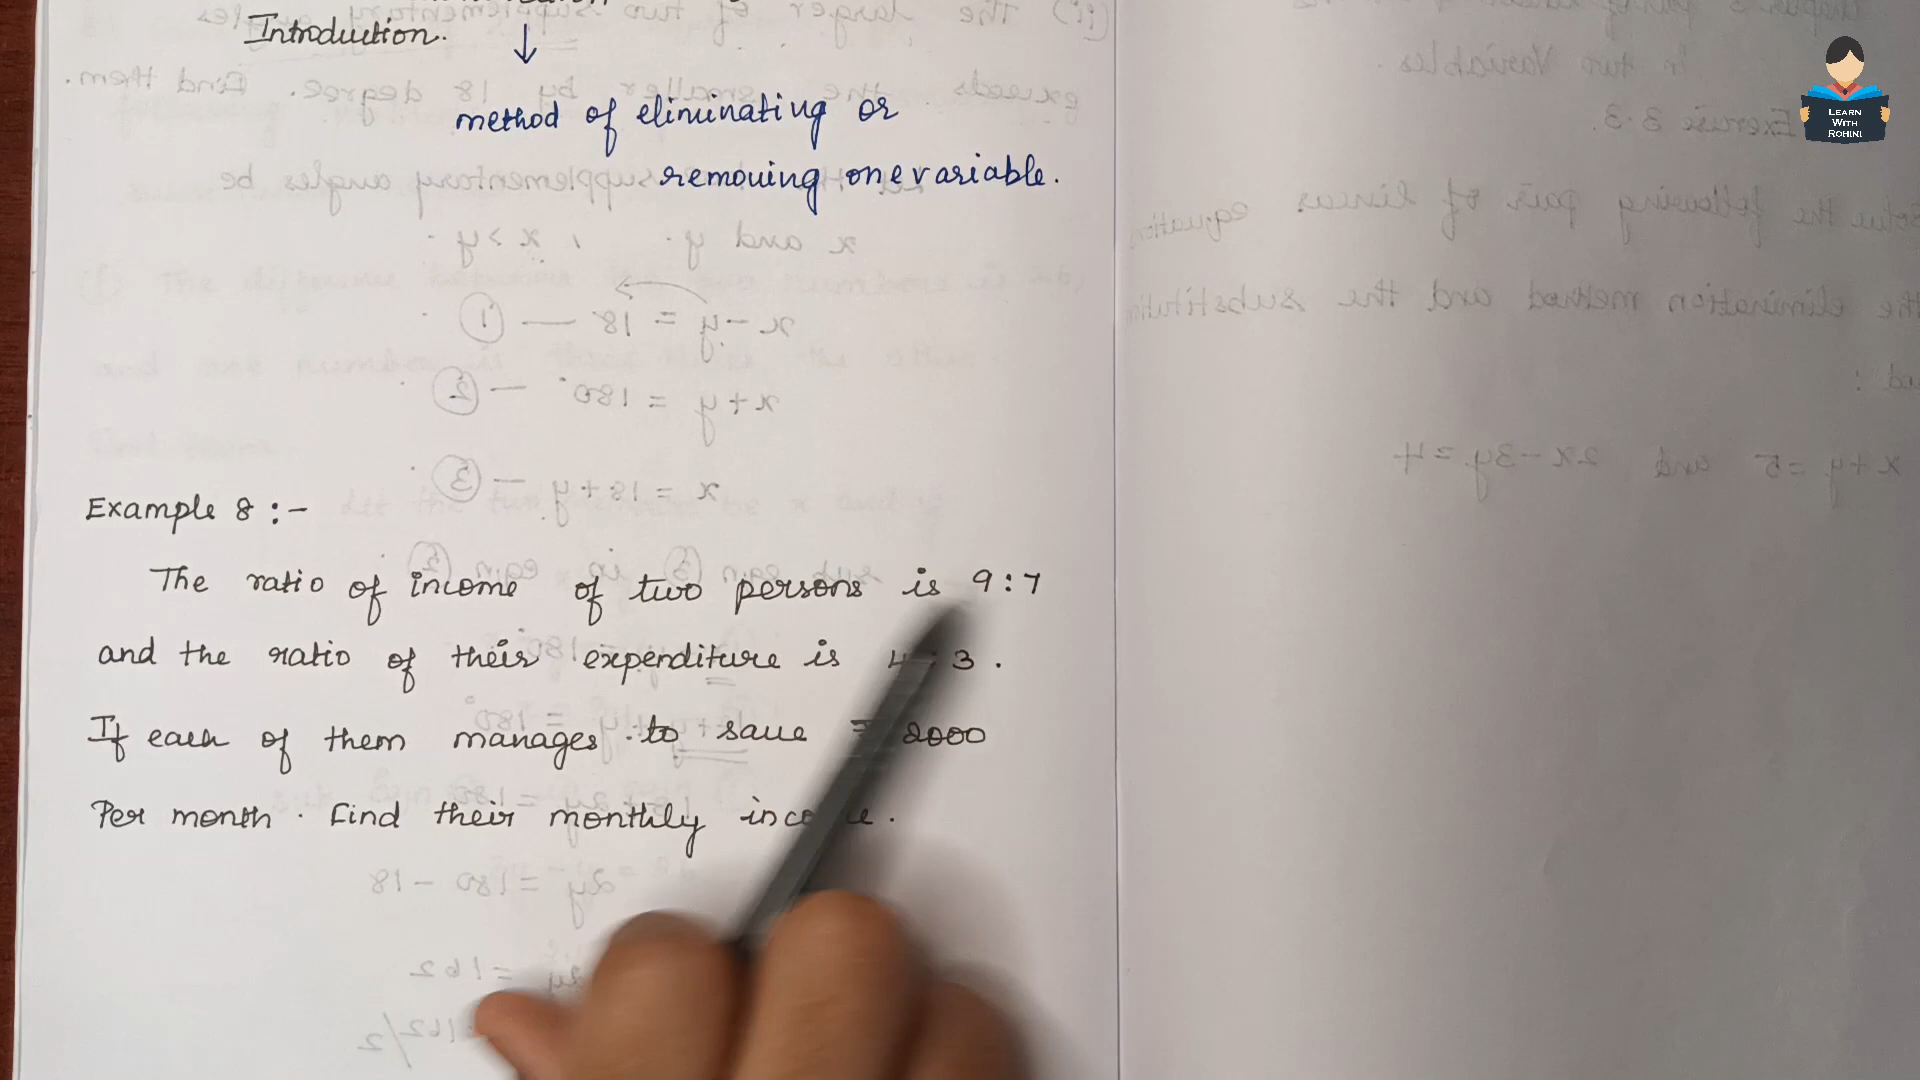 Introduction.
↓
method of eliminating or
removing one variable.
Example 8 :-
The ratio of income of two persons is 9:7
and the ratio of their expenditure is 4:3.
If each of them manages to save ₹ 2000
Per month. Find their monthly income.
LEARN
WITH
ROHINI